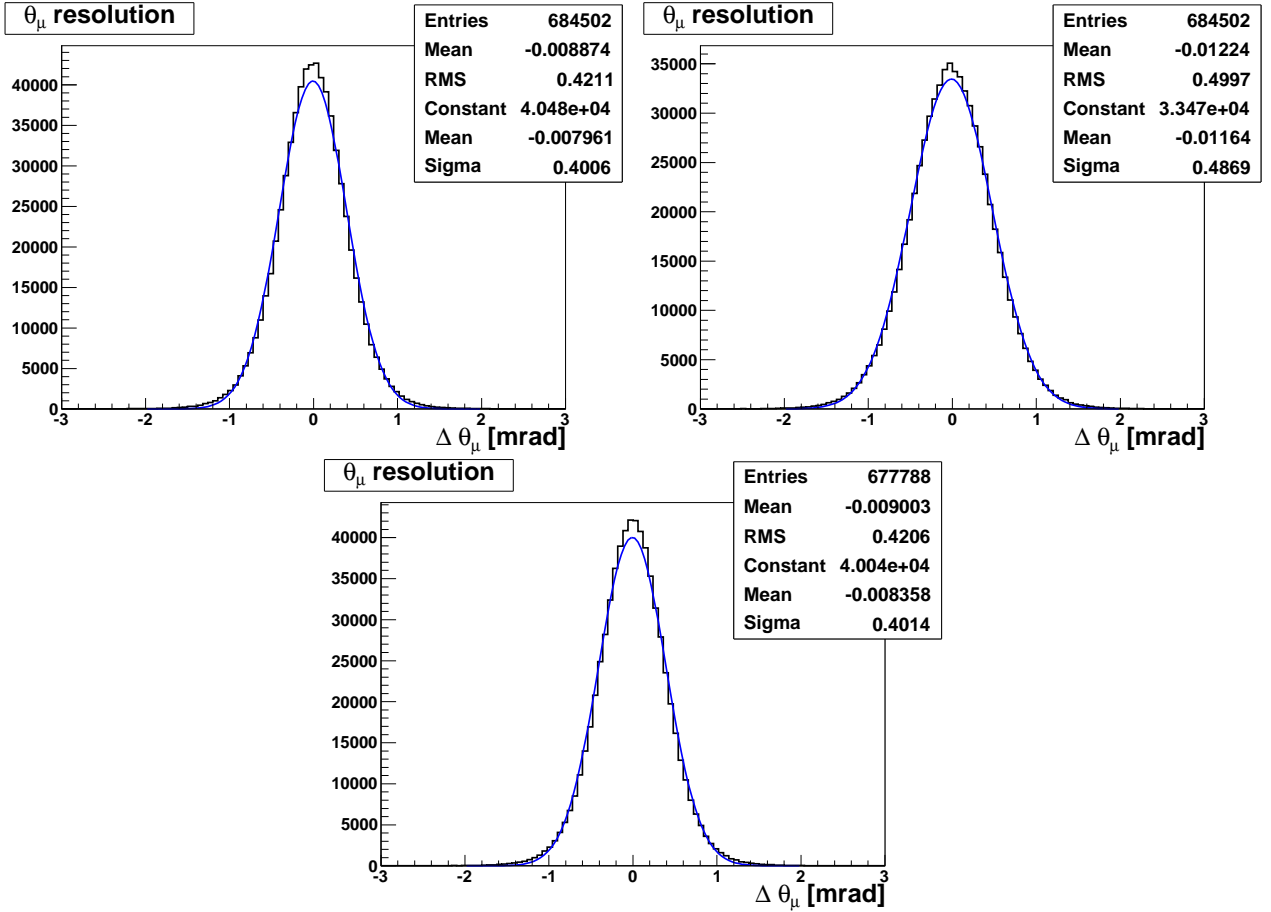 θμ resolution
Entries 684502
Mean -0.008874
RMS 0.4211
Constant 4.048e+04
Mean -0.007961
Sigma 0.4006
40000
35000
30000
25000
20000
15000
10000
5000
0
-3 -2 -1 0 1 2 3
Δ θμ [mrad]
θμ resolution
Entries 684502
Mean -0.01224
RMS 0.4997
Constant 3.347e+04
Mean -0.01164
Sigma 0.4869
35000
30000
25000
20000
15000
10000
5000
0
-3 -2 -1 0 1 2 3
Δ θμ [mrad]
θμ resolution
Entries 677788
Mean -0.009003
RMS 0.4206
Constant 4.004e+04
Mean -0.008358
Sigma 0.4014
40000
35000
30000
25000
20000
15000
10000
5000
0
-3 -2 -1 0 1 2 3
Δ θμ [mrad]